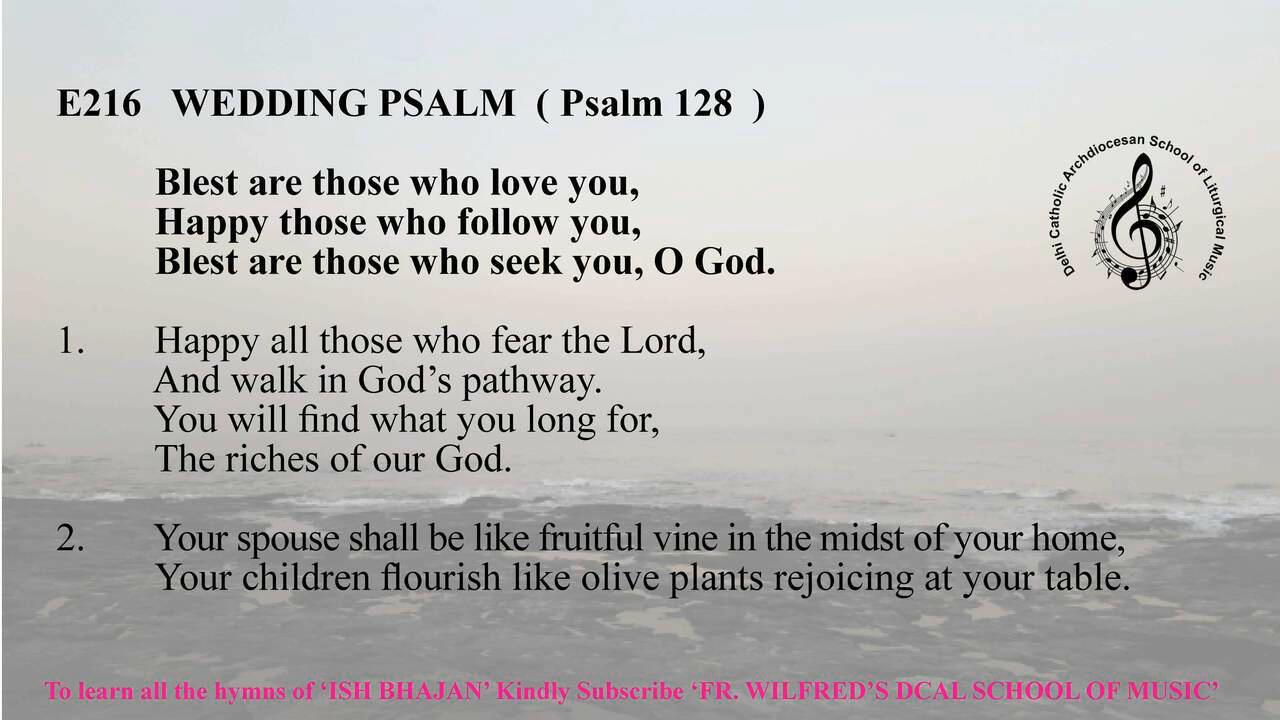 E216 WEDDING PSALM ( Psalm 128 )
Blest are those who love you,
Happy those who follow you,
Blest are those who seek you, O God.
Delhi Catholic Archdiocesan School of Liturgical Music
1. Happy all those who fear the Lord,
And walk in God’s pathway.
You will find what you long for,
The riches of our God.
2. Your spouse shall be like fruitful vine in the midst of your home,
Your children flourish like olive plants rejoicing at your table.
To learn all the hymns of ‘ISH BHAJAN’ Kindly Subscribe ‘FR. WILFRED’S DCAL SCHOOL OF MUSIC’